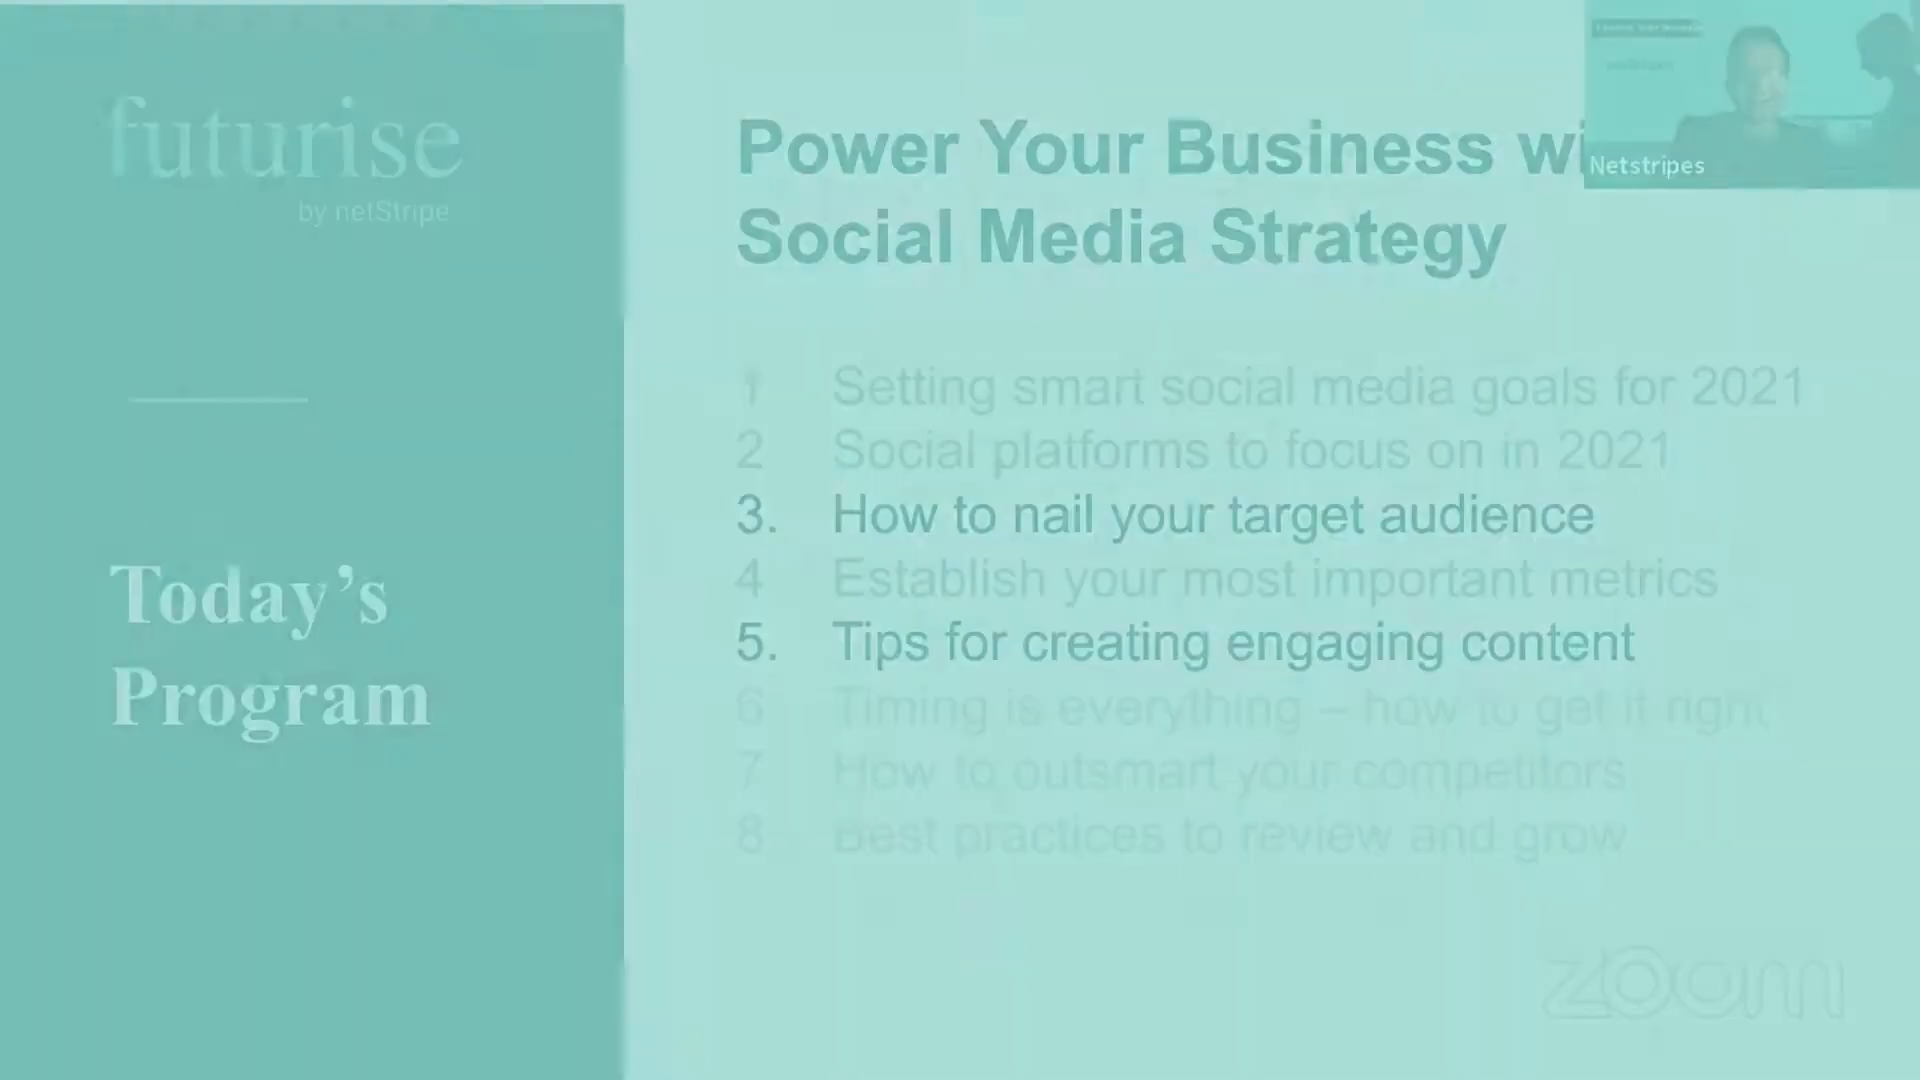 futurise
by netStripe
Today’s
Program
Power Your Business wi
Social Media Strategy
1 Setting smart social media goals for 2021
2 Social platforms to focus on in 2021
3. How to nail your target audience
4 Establish your most important metrics
5. Tips for creating engaging content
6 Timing is everything – how to get it right
7 How to outsmart your competitors
8 Best practices to review and grow
Netstripes
zoom